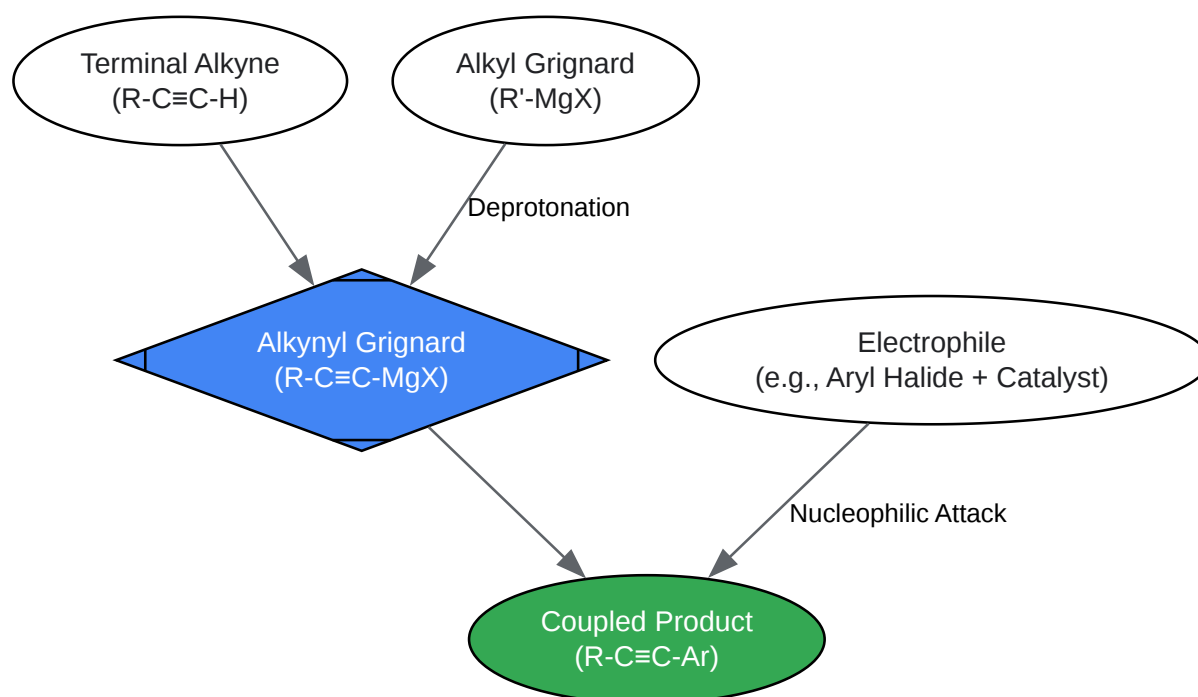 Terminal Alkyne
(R-C≡C-H)
Alkyl Grignard
(R'-MgX)
Deprotonation
Alkynyl Grignard
(R-C≡C-MgX)
Electrophile
(e.g., Aryl Halide + Catalyst)
Nucleophilic Attack
Coupled Product
(R-C≡C-Ar)